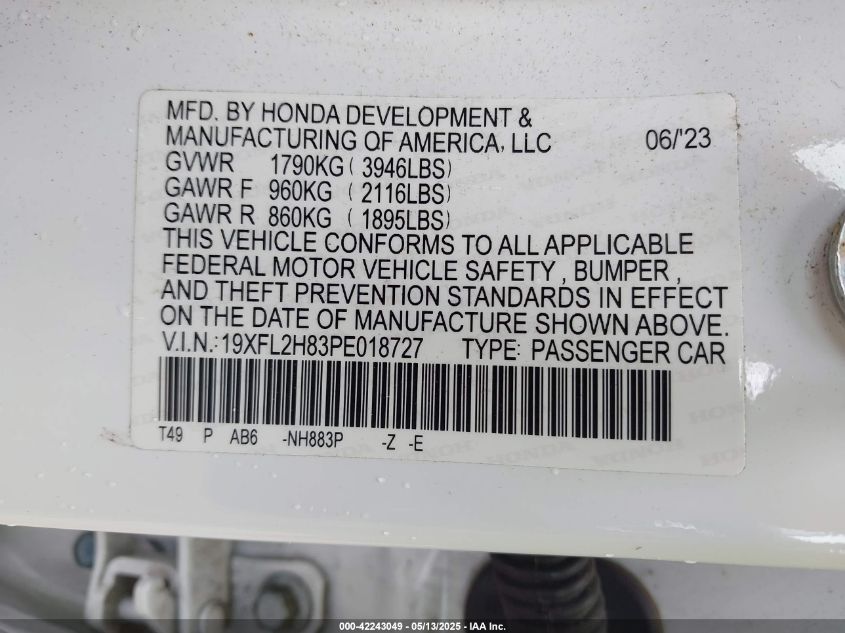 MFD. BY HONDA DEVELOPMENT &
MANUFACTURING OF AMERICA, LLC 06/'23
GVWR 1790KG ( 3946LBS)
GAWR F 960KG ( 2116LBS)
GAWR R 860KG ( 1895LBS)
THIS VEHICLE CONFORMS TO ALL APPLICABLE
FEDERAL MOTOR VEHICLE SAFETY , BUMPER ,
AND THEFT PREVENTION STANDARDS IN EFFECT
ON THE DATE OF MANUFACTURE SHOWN ABOVE.
V.I.N.: 19XFL2H83PE018727 TYPE: PASSENGER CAR
T49 P AB6 -NH883P -Z -E
000-42243049 - 05/13/2025 - IAA Inc.